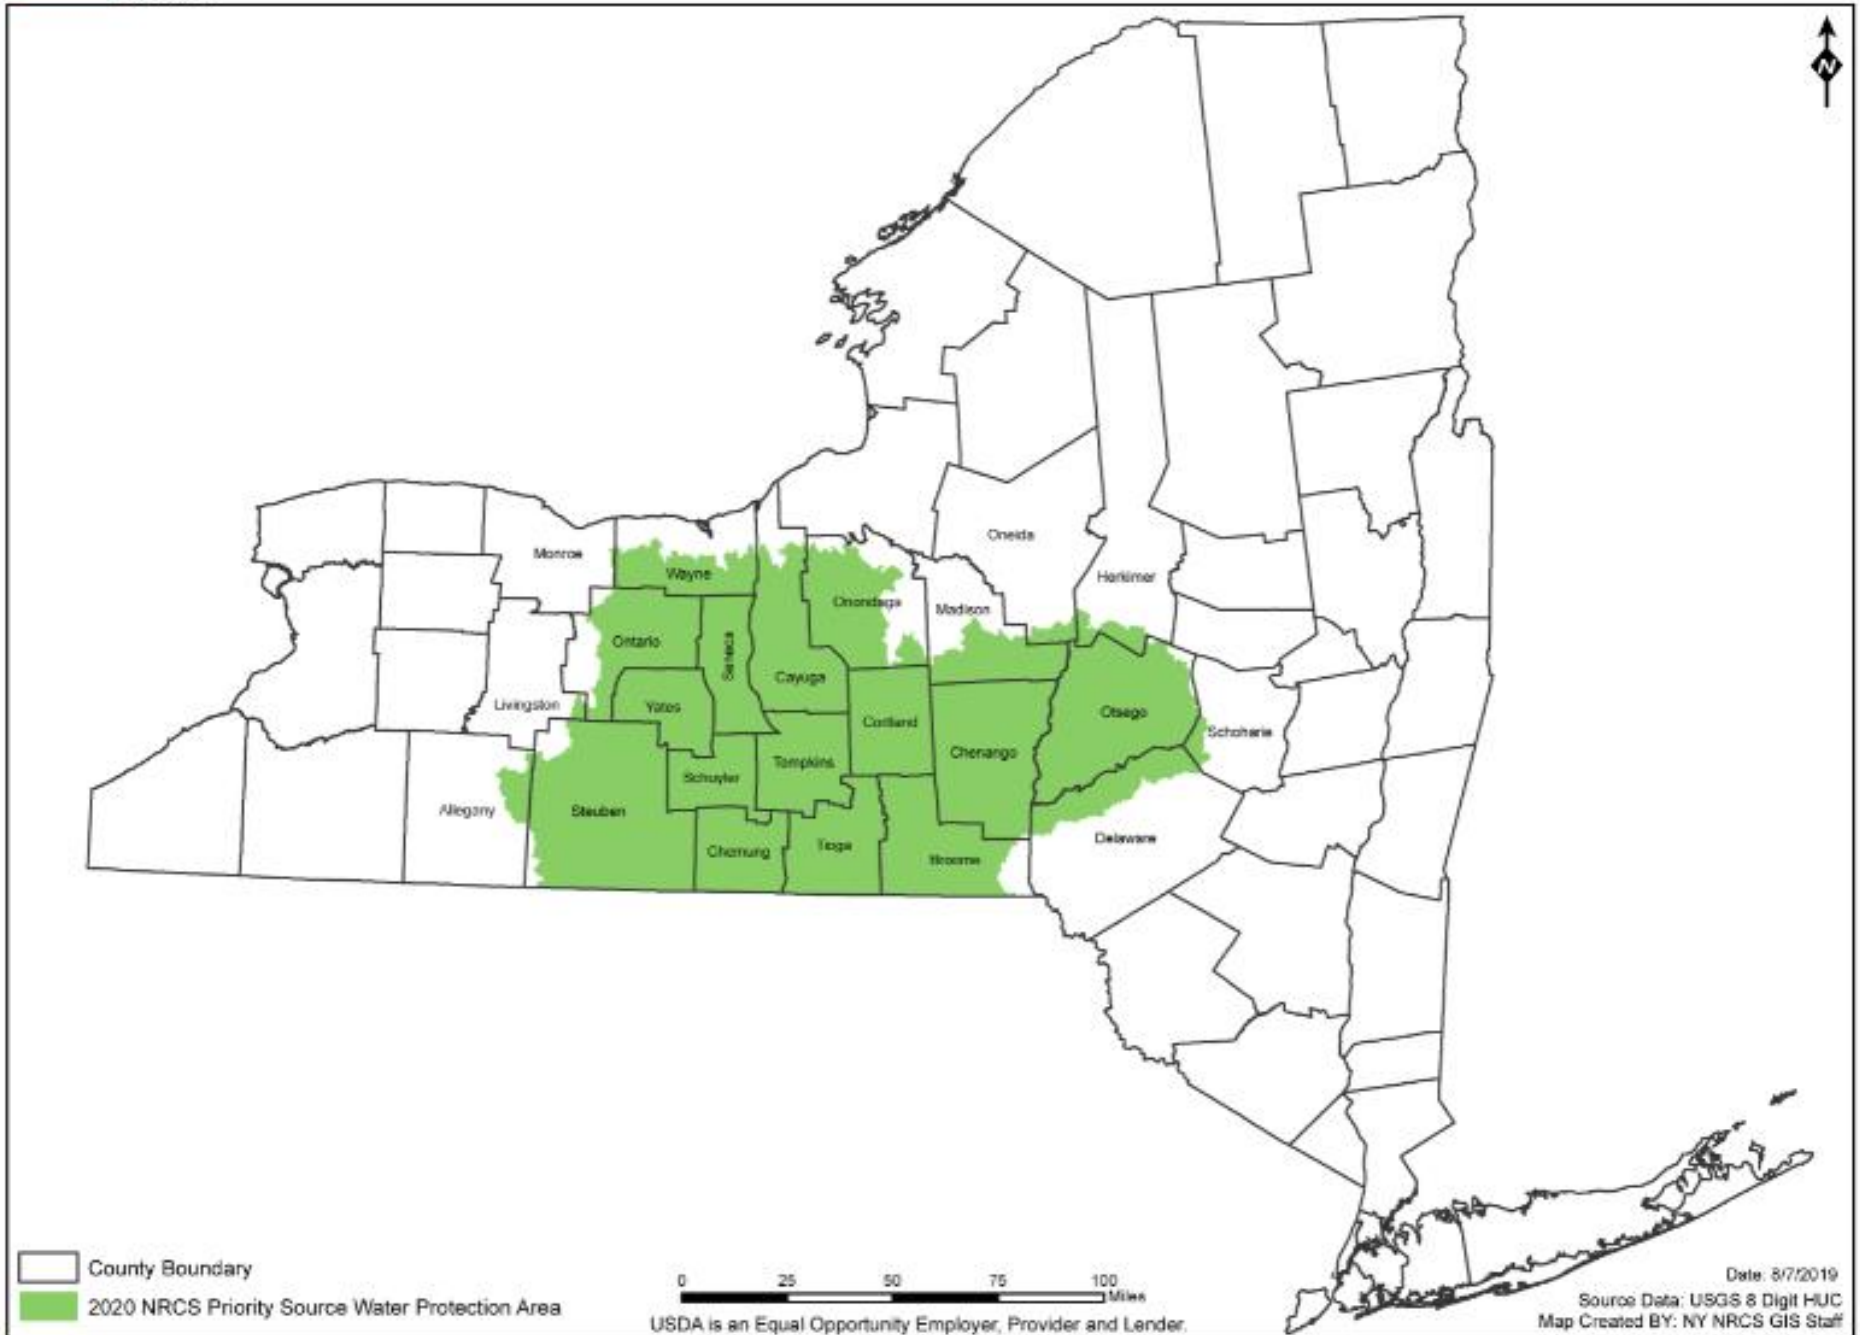 N
Oneida
Monroe
Wayne
Herkimer
Onondaga
Madison
Ontario
Seneca
Cayuga
Livingston
Yates
Otsego
Cortland
Schoharie
Chenango
Tompkins
Schuyler
Allegany
Steuben
Delaware
Tioga
Chemung
Broome
County Boundary
2020 NRCS Priority Source Water Protection Area
0 25 50 75 100
Miles
USDA is an Equal Opportunity Employer, Provider and Lender.
Date: 8/7/2019
Source Data: USGS 8 Digit HUC
Map Created BY: NY NRCS GIS Staff